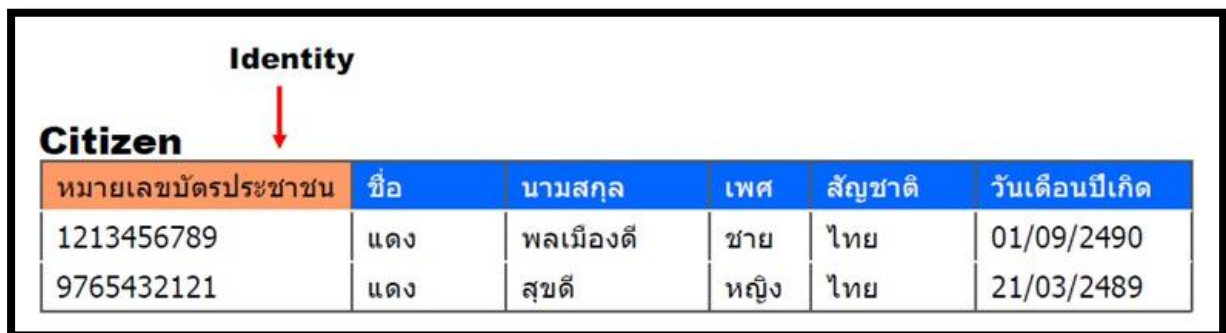 Identity
Citizen
หมายเลขบัตรประชาชน ชื่อ นามสกุล เพศ สัญชาติ วันเดือนปีเกิด
1213456789 แดง พลเมืองดี ชาย ไทย 01/09/2490
9765432121 แดง สุขดี หญิง ไทย 21/03/2489